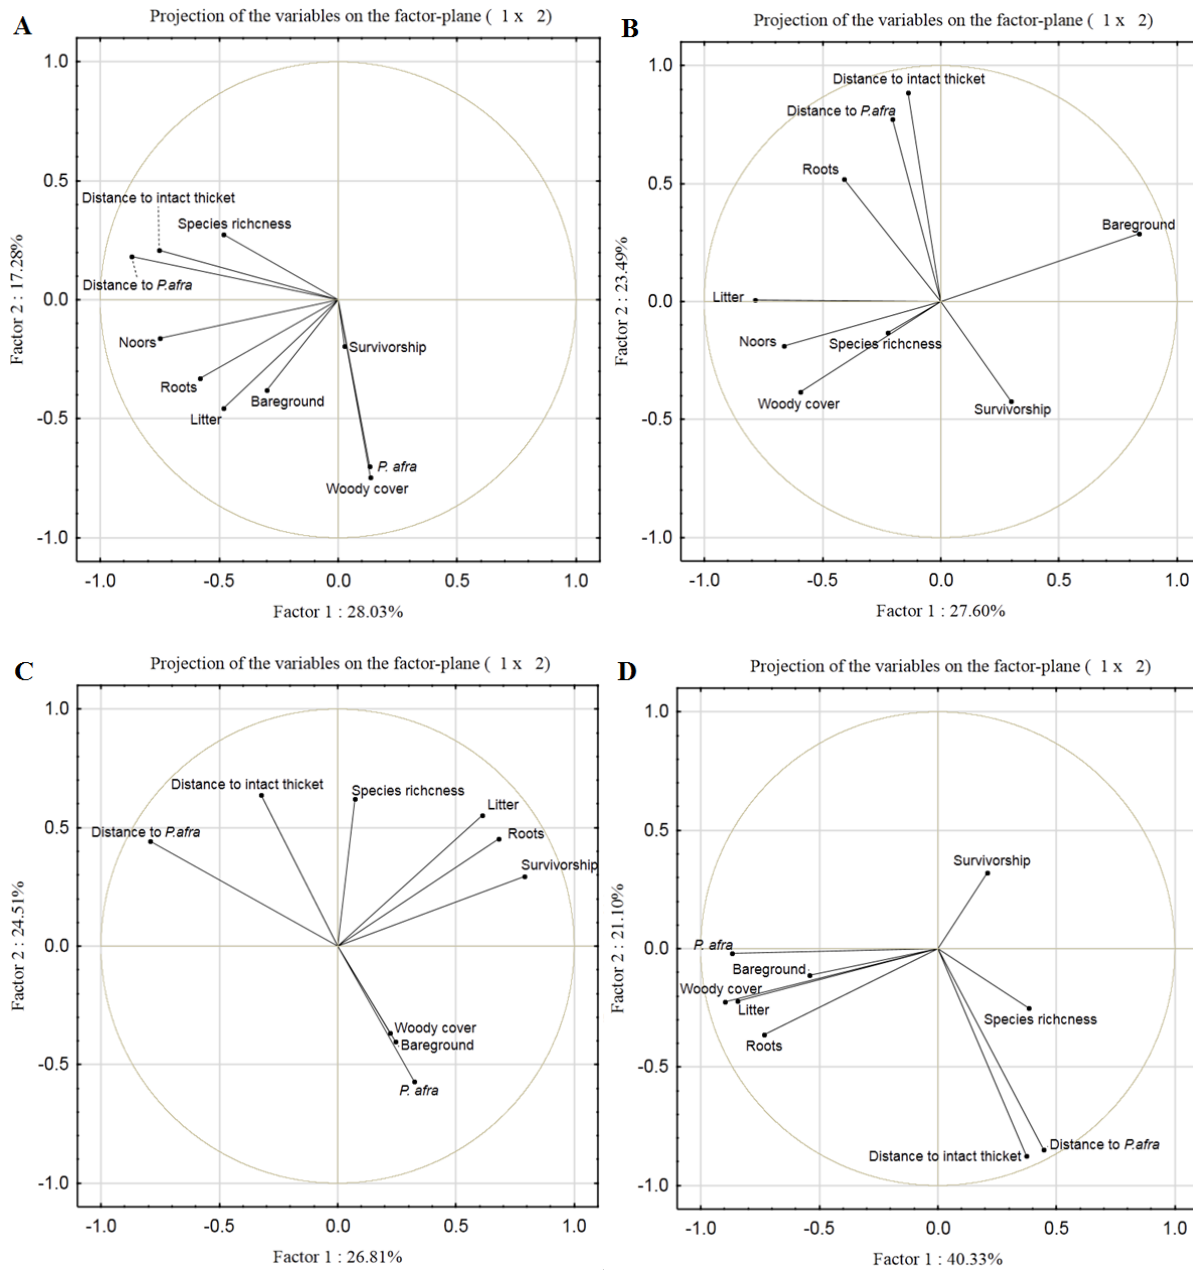 A
Projection of the variables on the factor-plane ( 1 x 2)
1.0
0.5
0.0
-0.5
-1.0
Factor 2 : 17.28%
Distance to intact thicket
Species richcness
Distance to P.afra
Noors
Survivorship
Roots
Bareground
Litter
P. afra
Woody cover
-1.0 -0.5 0.0 0.5 1.0
Factor 1 : 28.03%
B
Projection of the variables on the factor-plane ( 1 x 2)
1.0
0.5
0.0
-0.5
-1.0
Factor 2 : 23.49%
Distance to intact thicket
Distance to P.afra
Roots
Bareground
Litter
Noors
Species richcness
Woody cover
Survivorship
-1.0 -0.5 0.0 0.5 1.0
Factor 1 : 27.60%
C
Projection of the variables on the factor-plane ( 1 x 2)
1.0
0.5
0.0
-0.5
-1.0
Factor 2 : 24.51%
Distance to intact thicket
Species richcness
Litter
Distance to P.afra
Roots
Survivorship
Woody cover
Bareground
P. afra
-1.0 -0.5 0.0 0.5 1.0
Factor 1 : 26.81%
D
Projection of the variables on the factor-plane ( 1 x 2)
1.0
0.5
0.0
-0.5
-1.0
Factor 2 : 21.10%
Survivorship
P. afra
Bareground
Woody cover
Litter
Species richcness
Roots
Distance to P.afra
Distance to intact thicket
-1.0 -0.5 0.0 0.5 1.0
Factor 1 : 40.33%